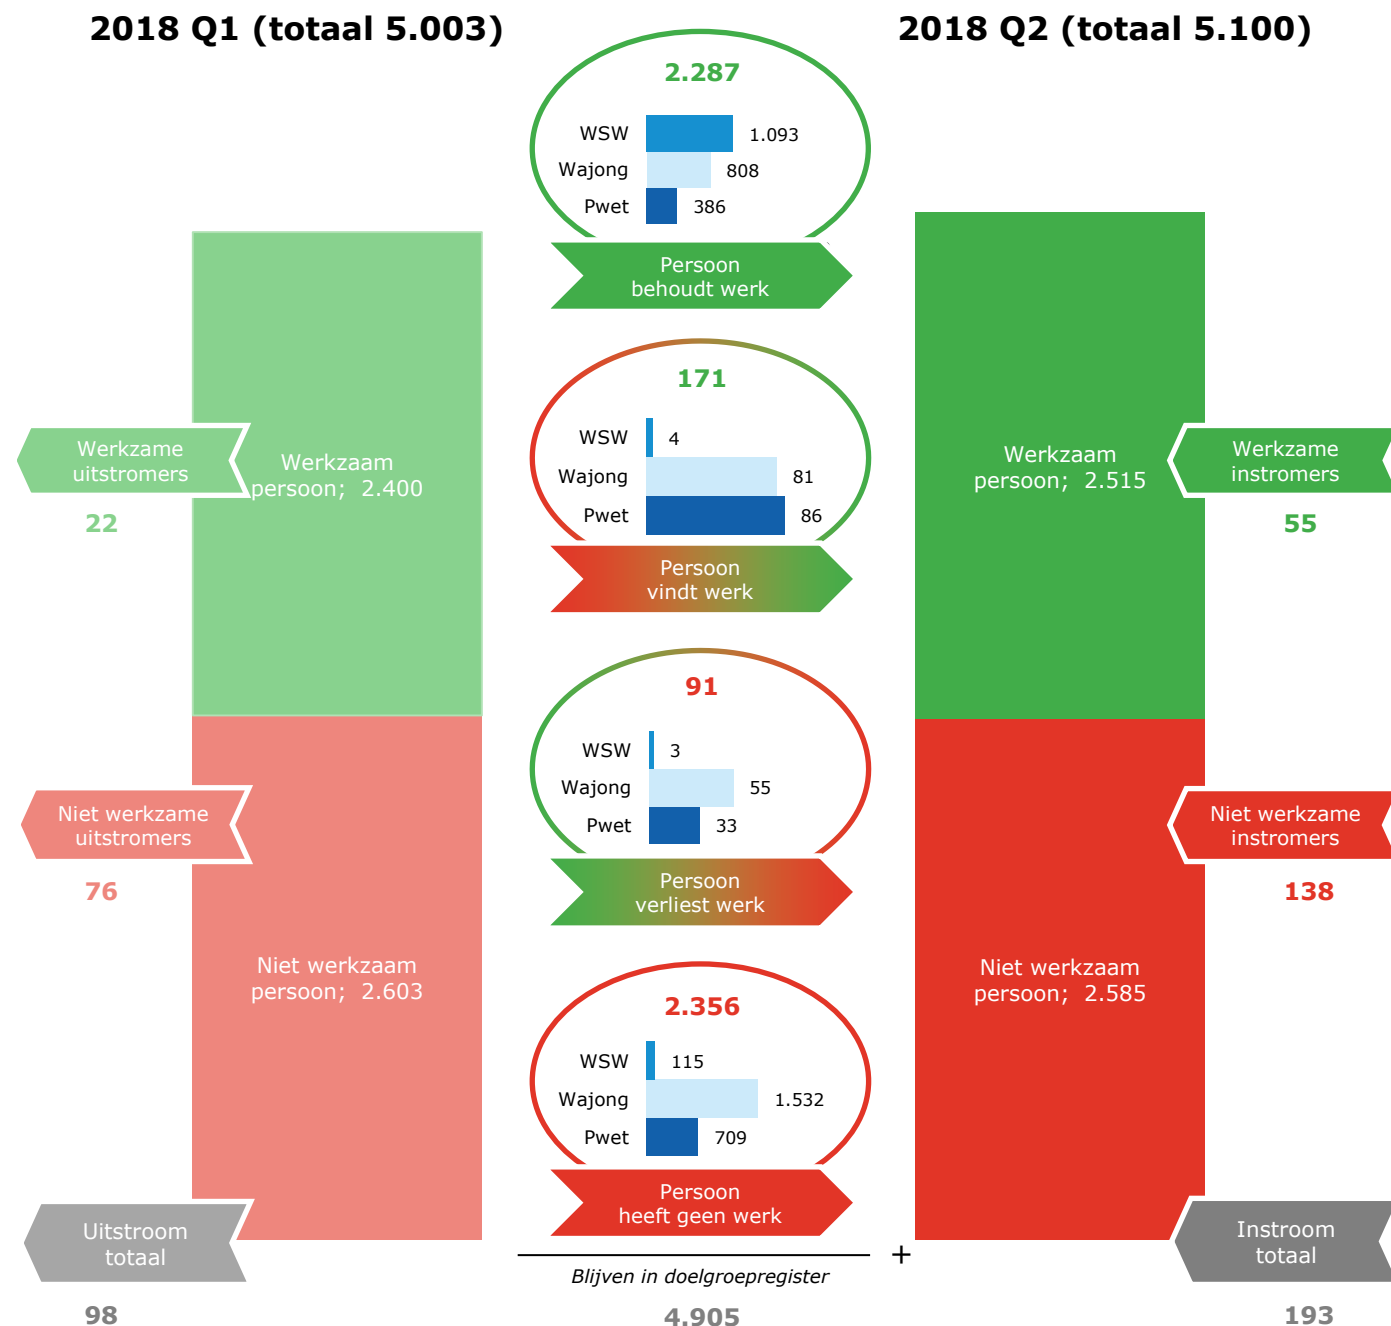 2018 Q1 (totaal 5.003)
2018 Q2 (totaal 5.100)
2.287
WSW 1.093
Wajong 808
Pwet 386
Persoon
behoudt werk
171
WSW 4
Wajong 81
Pwet 86
Persoon
vindt werk
91
WSW 3
Wajong 55
Pwet 33
Persoon
verliest werk
2.356
WSW 115
Wajong 1.532
Pwet 709
Persoon
heeft geen werk
Blijven in doelgroepregister
4.905
+
Werkzame
uitstromers
22
Werkzaam
persoon; 2.400
Niet werkzame
uitstromers
76
Niet werkzaam
persoon; 2.603
Uitstroom
totaal
98
Werkzaam
persoon; 2.515
Werkzame
instromers
55
Niet werkzame
instromers
138
Niet werkzaam
persoon; 2.585
Instroom
totaal
193